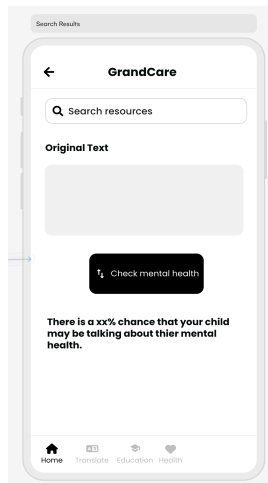 Search Results
GrandCare
Search resources
Original Text
Check mental health
There is a xx% chance that your child
may be talking about thier mental
health.
Home Translate Education Health